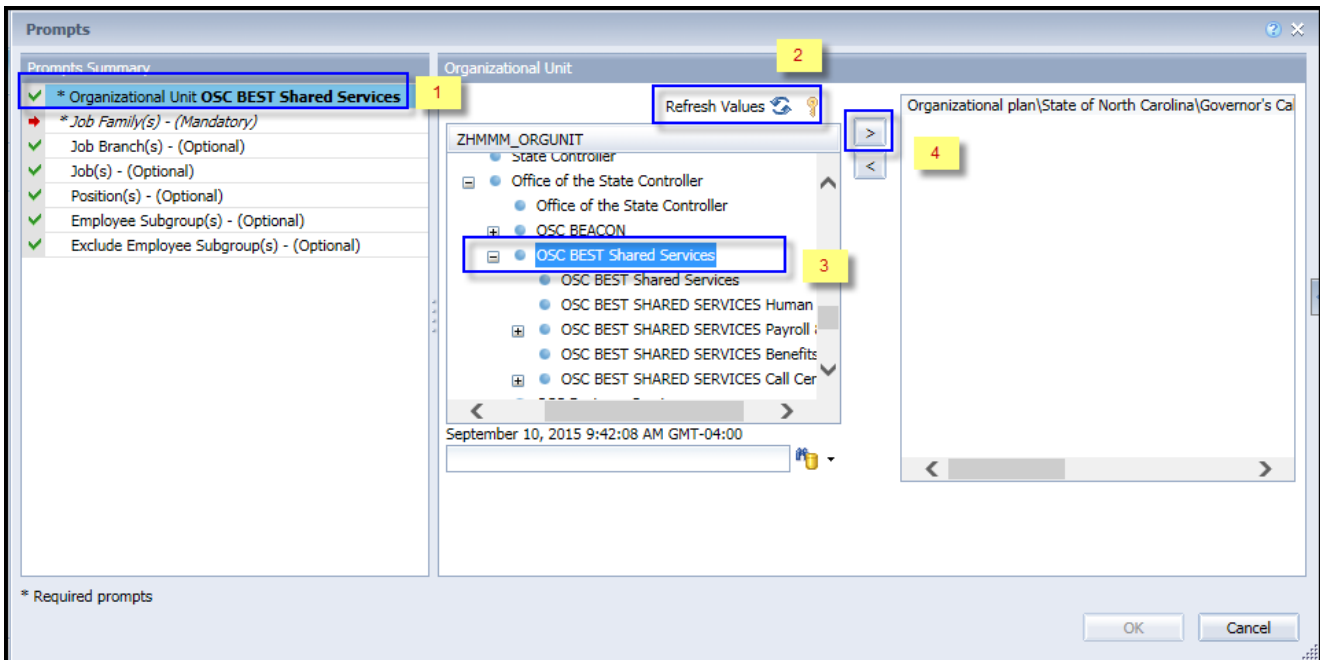 Prompts
Prompts Summary
* Organizational Unit OSC BEST Shared Services
* Job Family(s) - (Mandatory)
Job Branch(s) - (Optional)
Job(s) - (Optional)
Position(s) - (Optional)
Employee Subgroup(s) - (Optional)
Exclude Employee Subgroup(s) - (Optional)
1
Organizational Unit
2
Refresh Values
ZHMMM_ORGUNIT
State Controller
Office of the State Controller
Office of the State Controller
OSC BEACON
OSC BEST Shared Services
3
OSC BEST Shared Services
OSC BEST SHARED SERVICES Human
OSC BEST SHARED SERVICES Payroll
OSC BEST SHARED SERVICES Benefits
OSC BEST SHARED SERVICES Call Cer
September 10, 2015 9:42:08 AM GMT-04:00
>
<
4
Organizational plan\State of North Carolina\Governor's Ca
* Required prompts
OK
Cancel